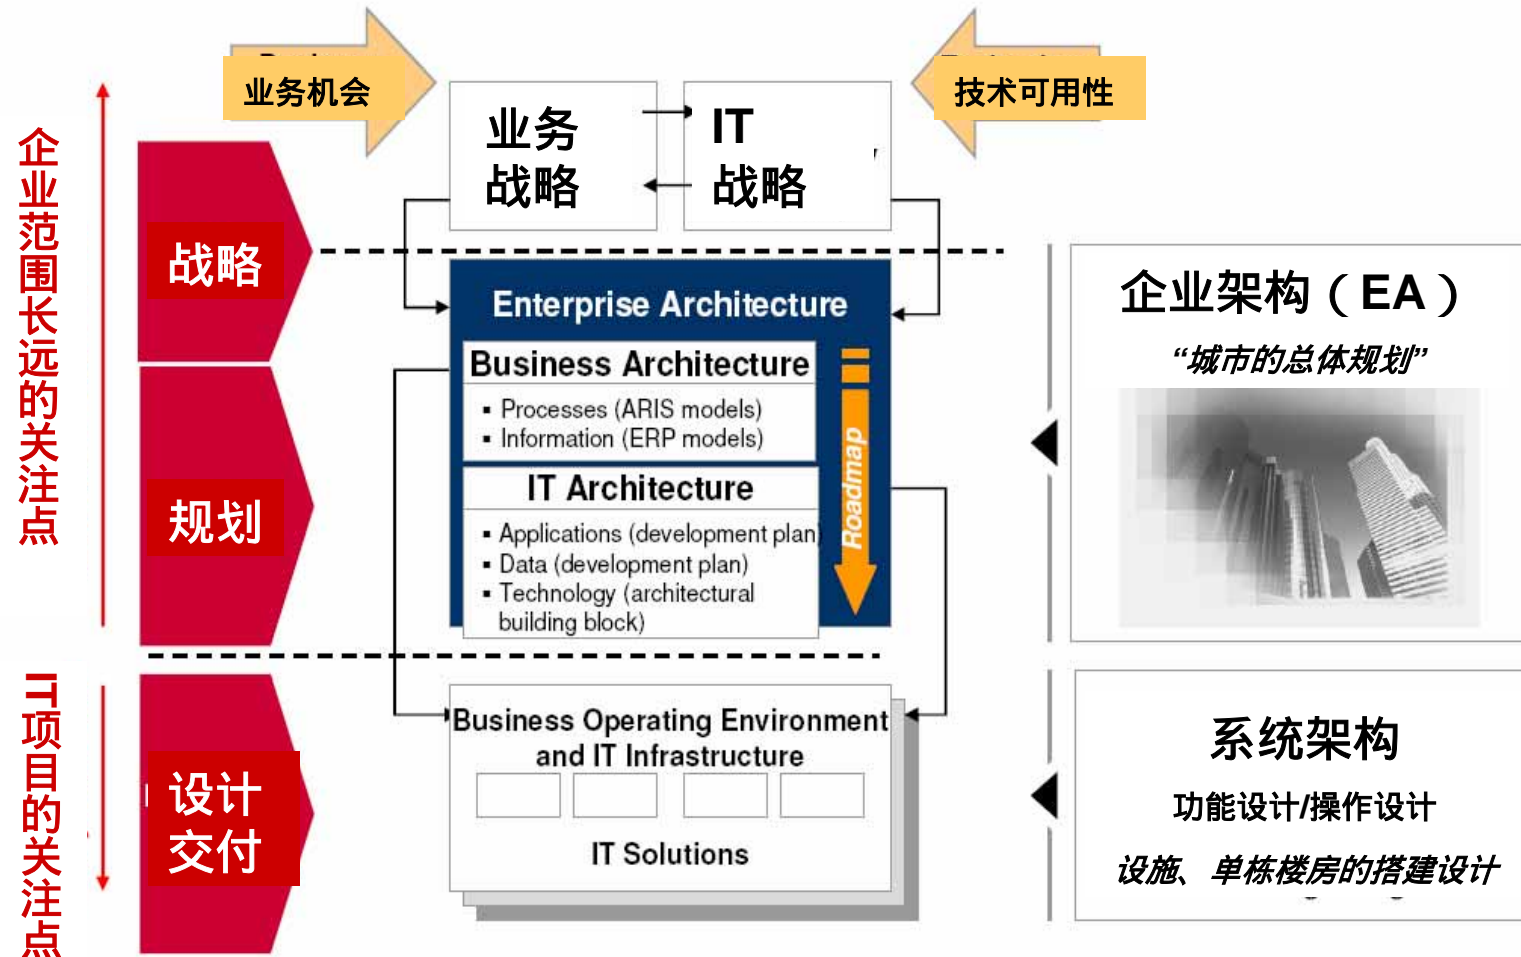 业务机会
技术可用性
业务
战略
IT
战略
企业范围长远的关注点
战略
规划
Enterprise Architecture
Business Architecture
▪ Processes (ARIS models)
▪ Information (ERP models)
IT Architecture
▪ Applications (development plan)
▪ Data (development plan)
▪ Technology (architectural
building block)
Roadmap
企业架构（EA）
“城市的总体规划”
IT项目的关注点
设计
交付
Business Operating Environment
and IT Infrastructure
IT Solutions
系统架构
功能设计/操作设计
设施、单栋楼房的搭建设计